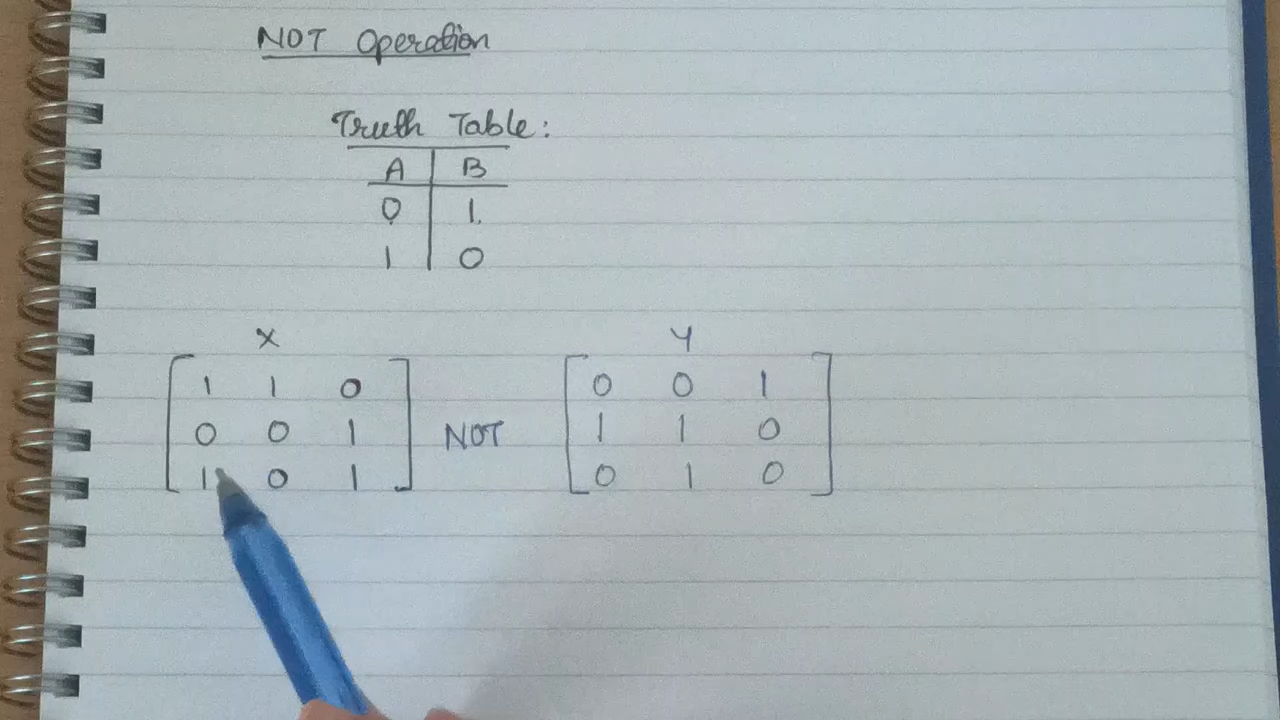 NOT Operation
Truth Table:
A B
0 1
1 0
X Y
1 1 0 0 0 1
0 0 1 NOT 1 1 0
1 0 1 0 1 0